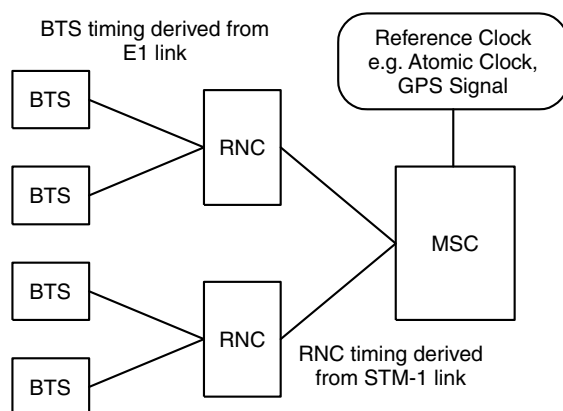 BTS timing derived from
E1 link
Reference Clock
e.g. Atomic Clock,
GPS Signal
BTS
RNC
BTS
MSC
BTS
RNC
BTS
RNC timing derived
from STM-1 link